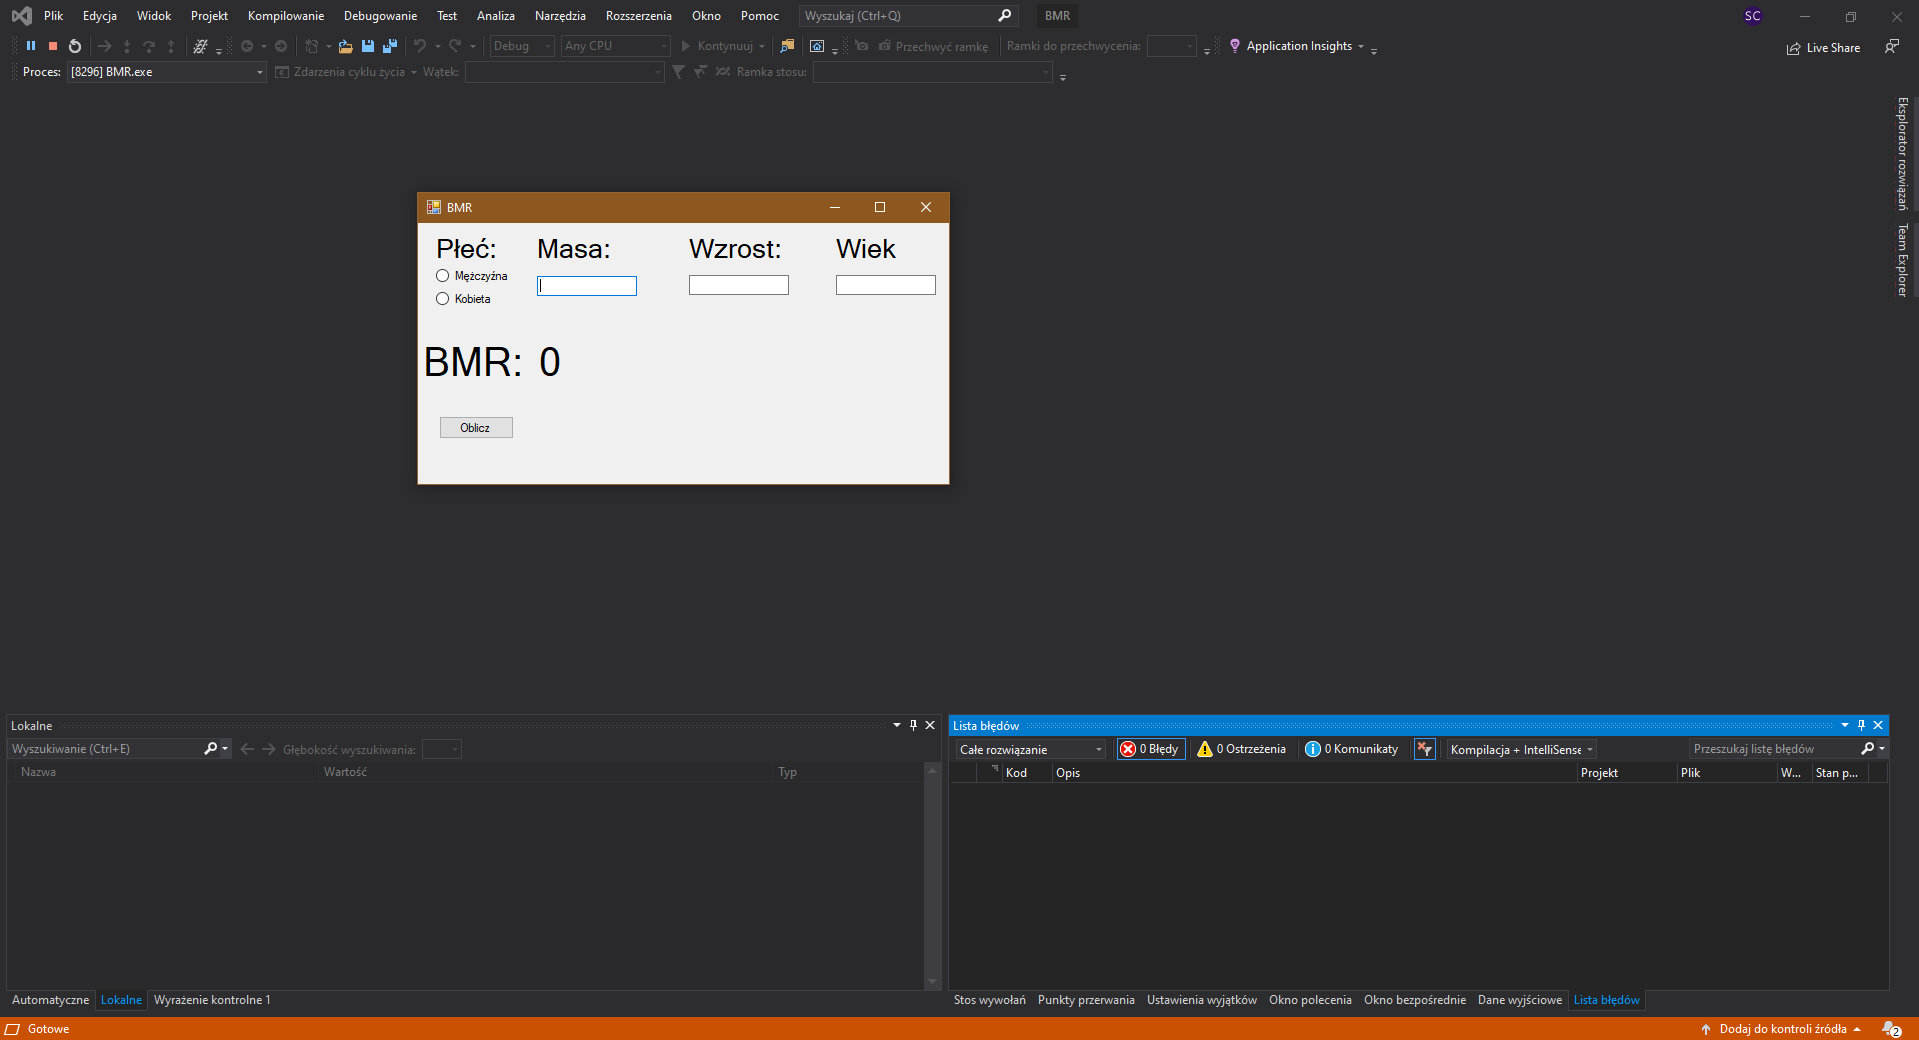 Plik Edycja Widok Projekt Kompilowanie Debugowanie Test Analiza Narzędzia Rozszerzenia Okno Pomoc Wyszukaj (Ctrl+Q) BMR SC
Debug Any CPU Kontynuuj Przechwyć ramkę Ramki do przechwycenia: Application Insights Live Share
Proces: [8296] BMR.exe Zdarzenia cyklu życia Wątek: Ramka stosu:
Eksplorator rozwiązań
Team Explorer
BMR
Płeć: Masa: Wzrost: Wiek
Mężczyźna
Kobieta
BMR: 0
Oblicz
Lokalne
Wyszukiwanie (Ctrl+E) Głębokość wyszukiwania:
Nazwa Wartość Typ
Automatyczne Lokalne Wyrażenie kontrolne 1
Lista błędów
Całe rozwiązanie 0 Błędy 0 Ostrzeżenia 0 Komunikaty Kompilacja + IntelliSense Przeszukaj listę błędów
Kod Opis Projekt Plik W... Stan p...
Stos wywołań Punkty przerwania Ustawienia wyjątków Okno polecenia Okno bezpośrednie Dane wyjściowe Lista błędów
Gotowe Dodaj do kontroli źródła 2